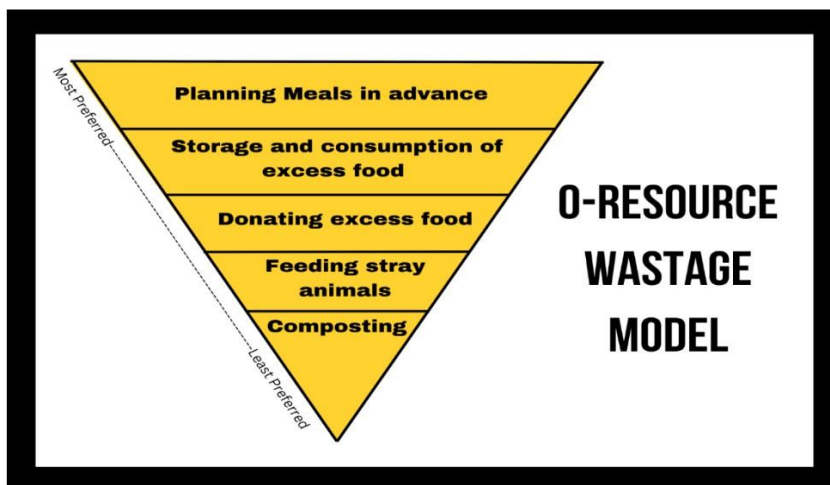 Most Preferred
Planning Meals in advance
Storage and consumption of
excess food
Donating excess food
Feeding stray
animals
Composting
Least Preferred
O-RESOURCE
WASTAGE
MODEL